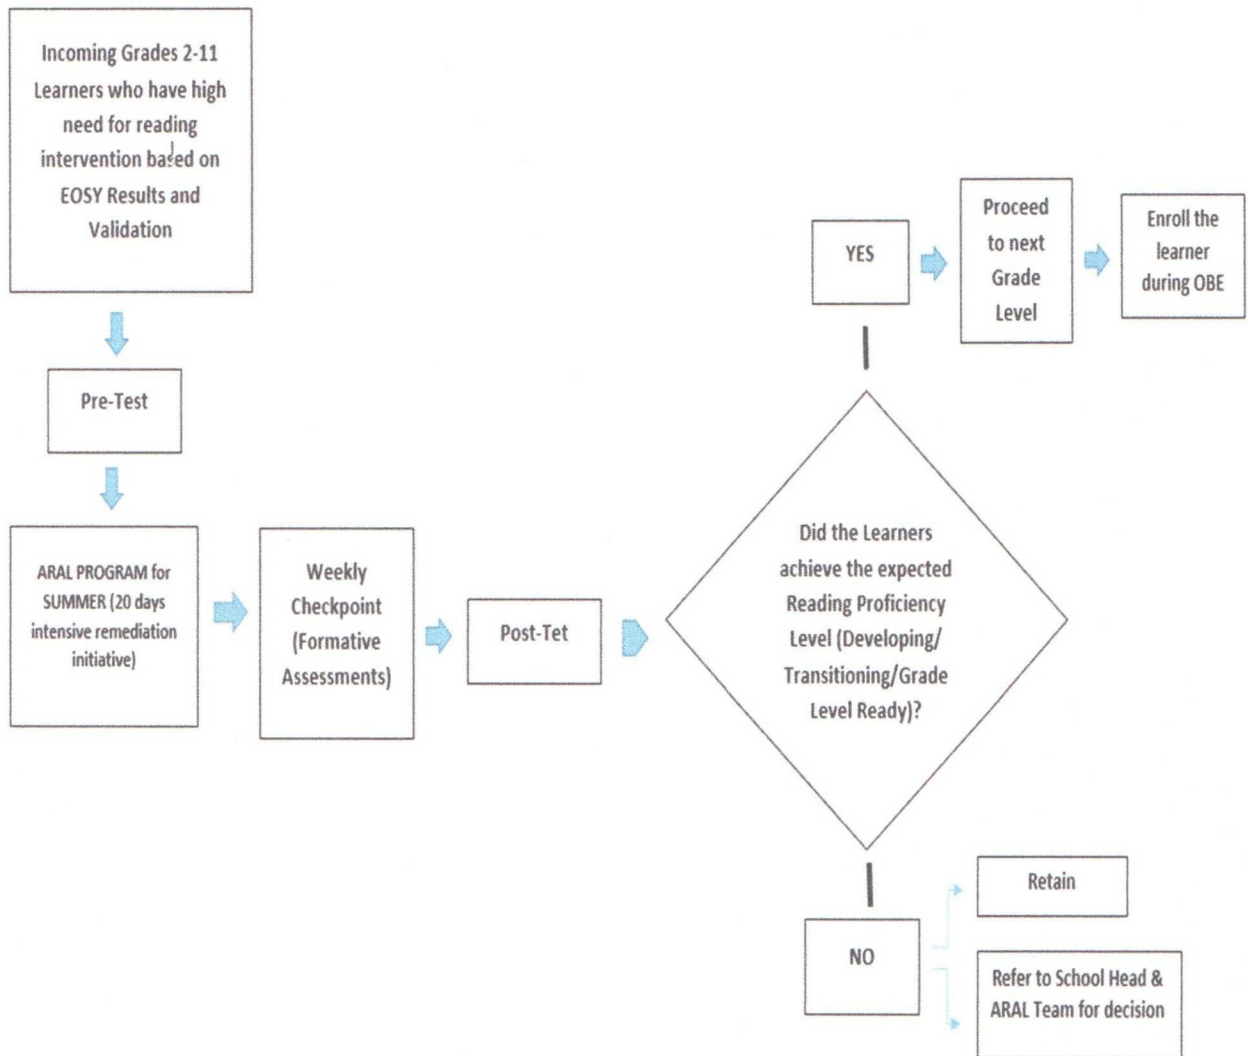 Incoming Grades 2-11
Learners who have high
need for reading
intervention based on
EOSY Results and
Validation
Pre-Test
ARAL PROGRAM for
SUMMER (20 days
intensive remediation
initiative)
Weekly
Checkpoint
(Formative
Assessments)
Post-Tet
Did the Learners
achieve the expected
Reading Proficiency
Level (Developing/
Transitioning/Grade
Level Ready)?
YES
Proceed
to next
Grade
Level
Enroll the
learner
during OBE
NO
Retain
Refer to School Head &
ARAL Team for decision